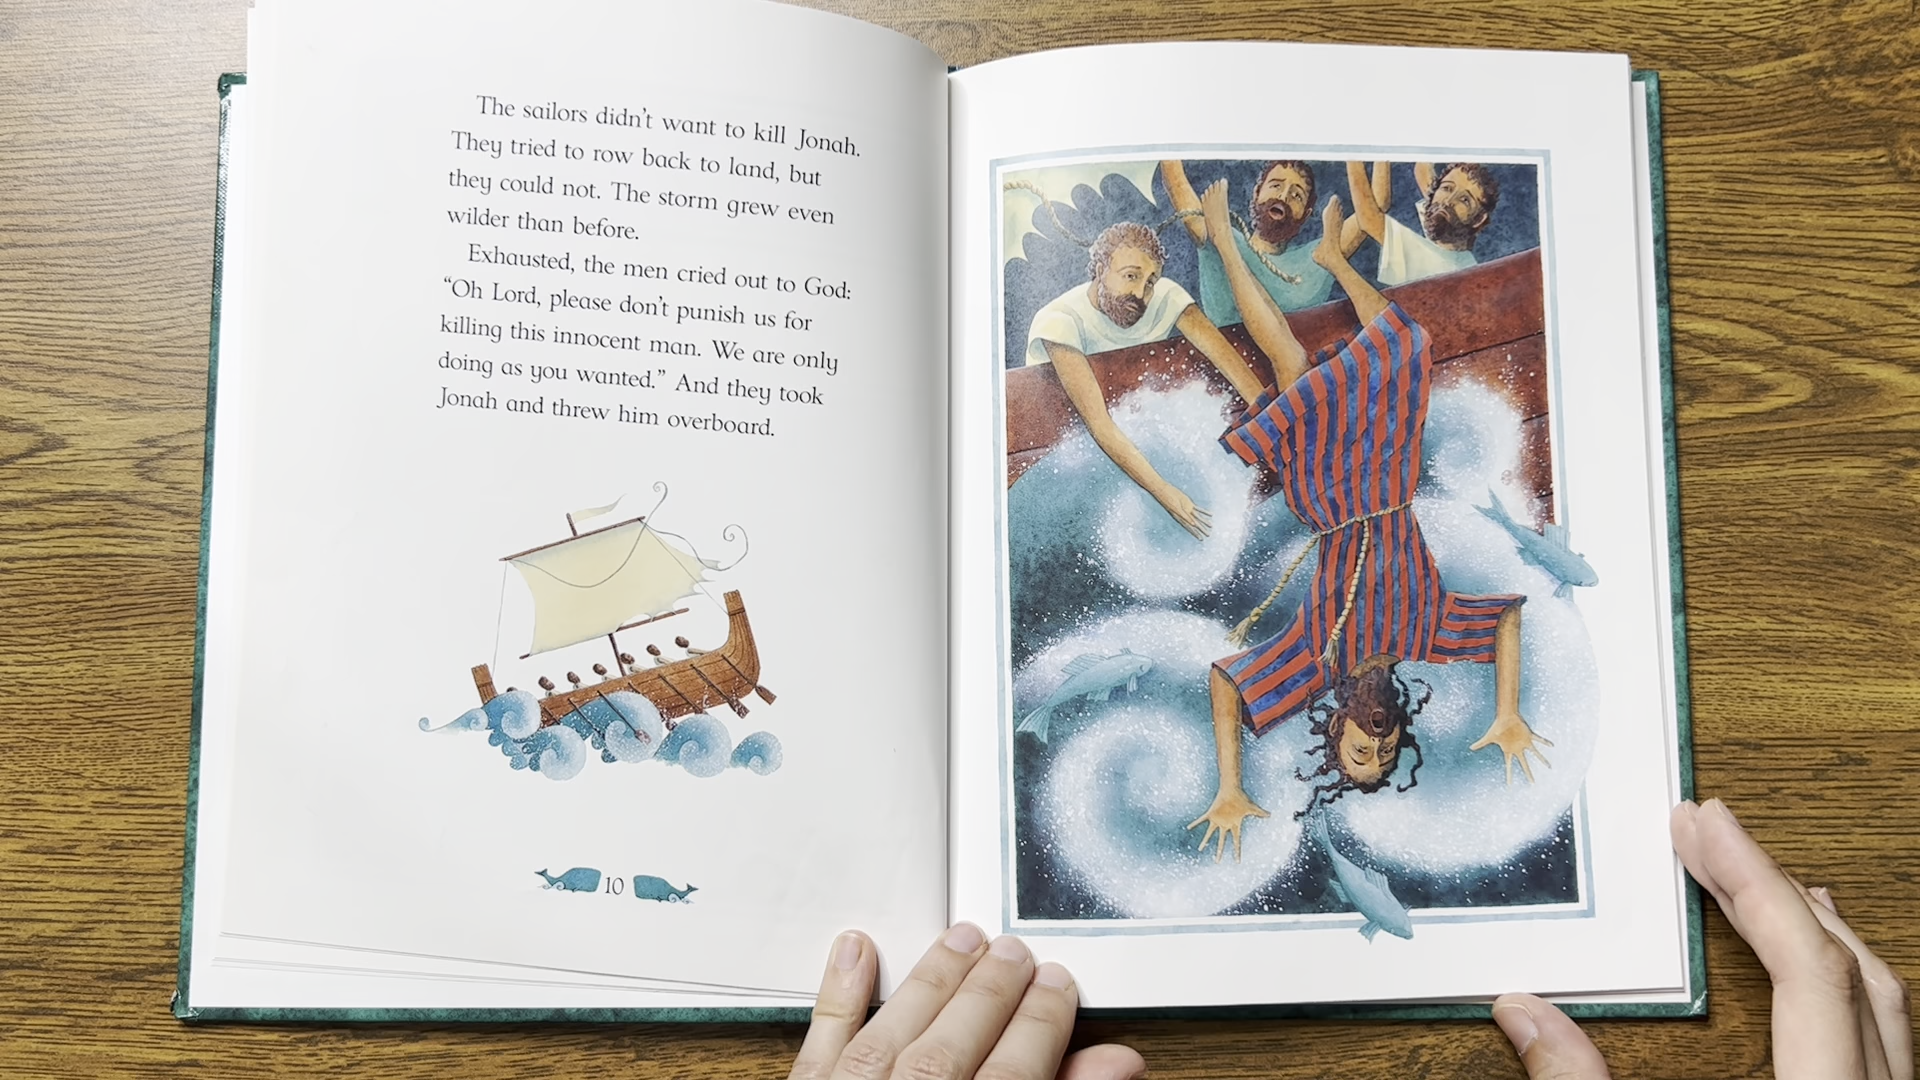 The sailors didn't want to kill Jonah.
They tried to row back to land, but
they could not. The storm grew even
wilder than before.
Exhausted, the men cried out to God:
“Oh Lord, please don't punish us for
killing this innocent man. We are only
doing as you wanted.” And they took
Jonah and threw him overboard.
10